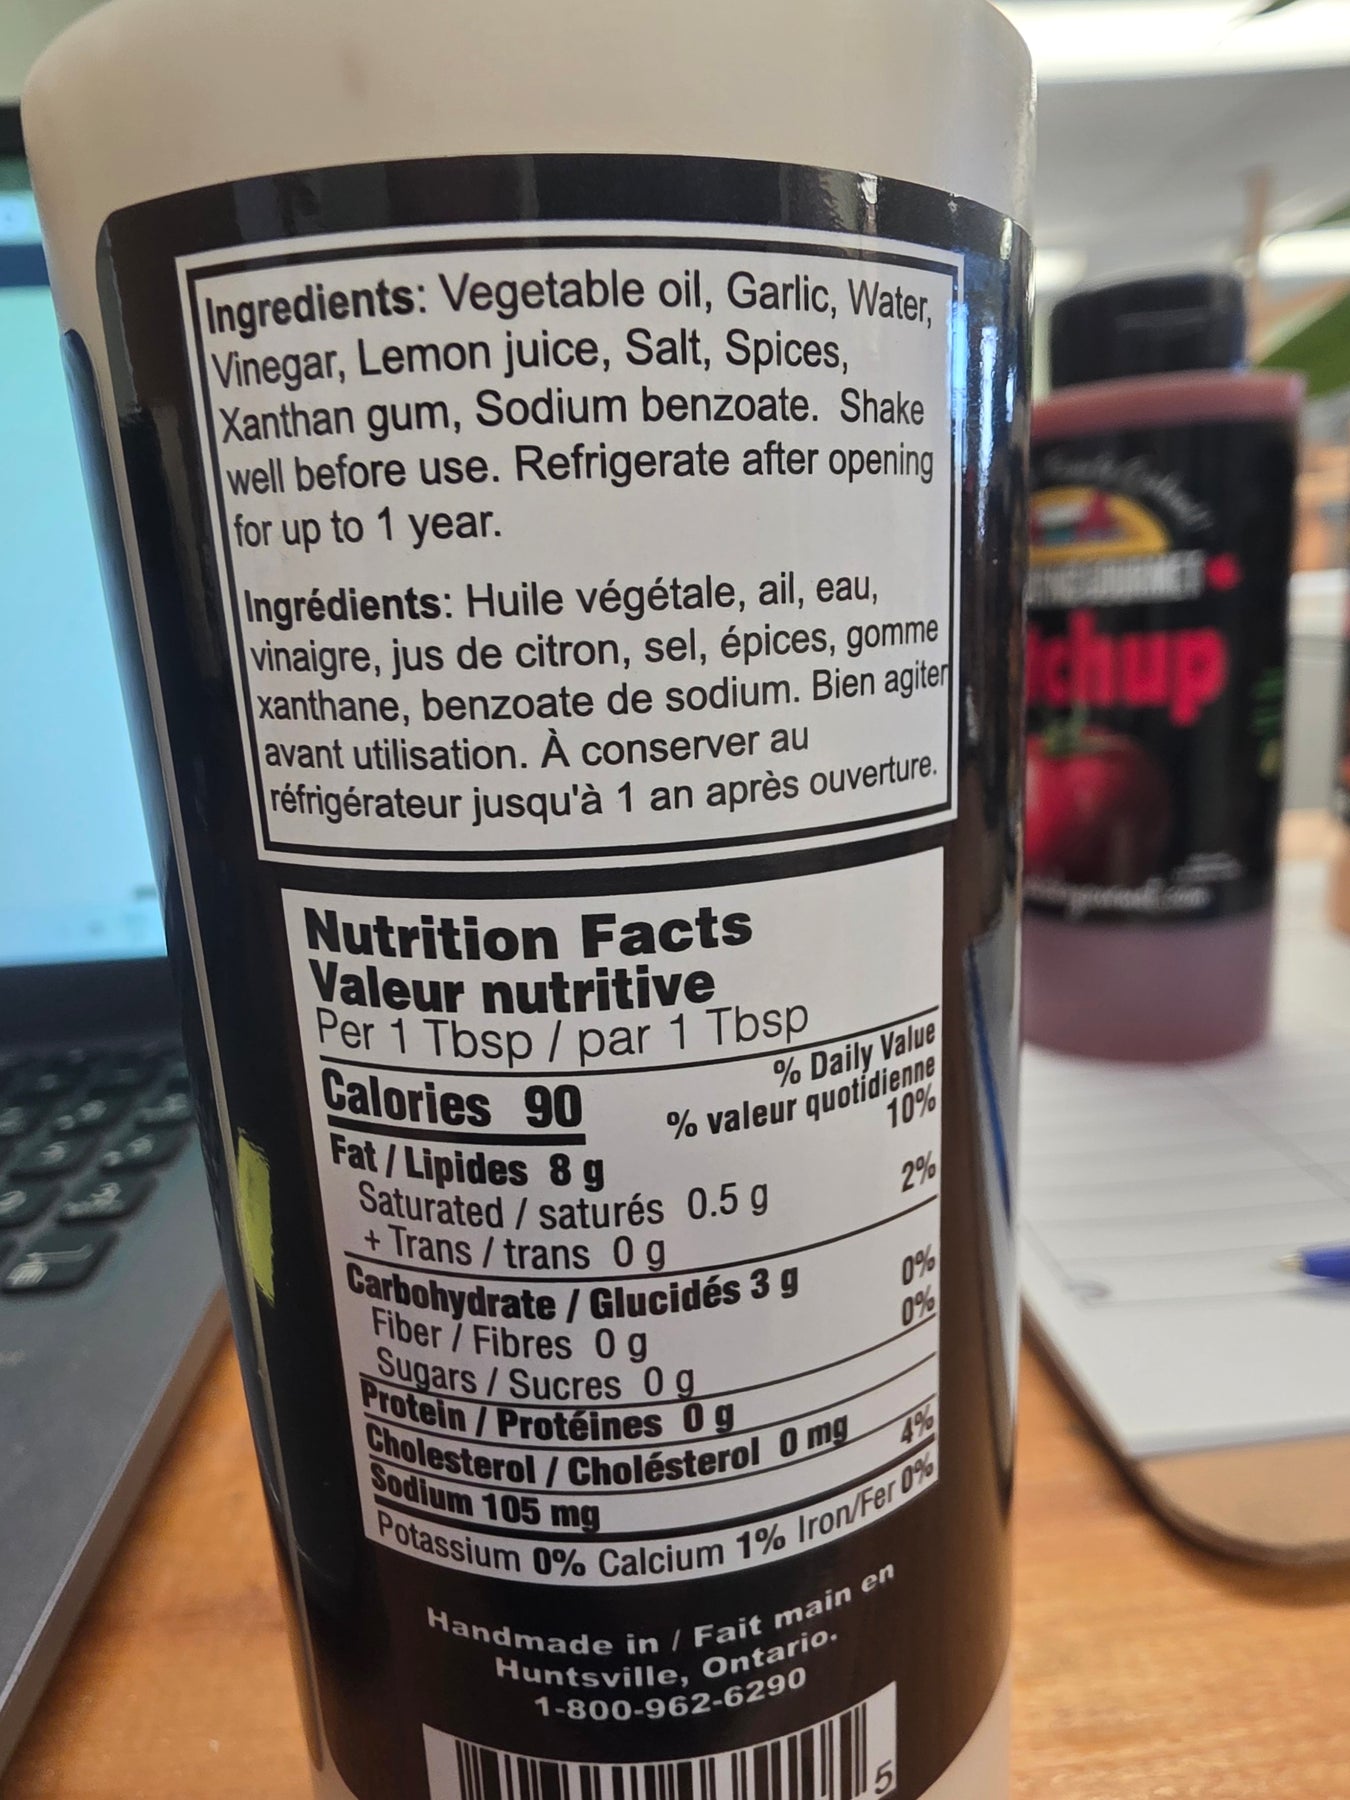 Ingredients: Vegetable oil, Garlic, Water,
Vinegar, Lemon juice, Salt, Spices,
Xanthan gum, Sodium benzoate. Shake
well before use. Refrigerate after opening
for up to 1 year.
Ingrédients: Huile végétale, ail, eau,
vinaigre, jus de citron, sel, épices, gomme
xanthane, benzoate de sodium. Bien agiter
avant utilisation. À conserver au
réfrigérateur jusqu'à 1 an après ouverture.
Nutrition Facts
Valeur nutritive
Per 1 Tbsp / par 1 Tbsp
% Daily Value
Calories 90 % valeur quotidienne
Fat / Lipides 8 g 10%
Saturated / saturés 0.5 g 2%
+ Trans / trans 0 g
Carbohydrate / Glucidés 3 g
Fiber / Fibres 0 g 0%
Sugars / Sucres 0 g 0%
Protein / Protéines 0 g
Cholesterol / Cholésterol 0 mg
Sodium 105 mg 4%
Potassium 0% Calcium 1% Iron/Fer 0%
Handmade in / Fait main en
Huntsville, Ontario.
1-800-962-6290
5
chup